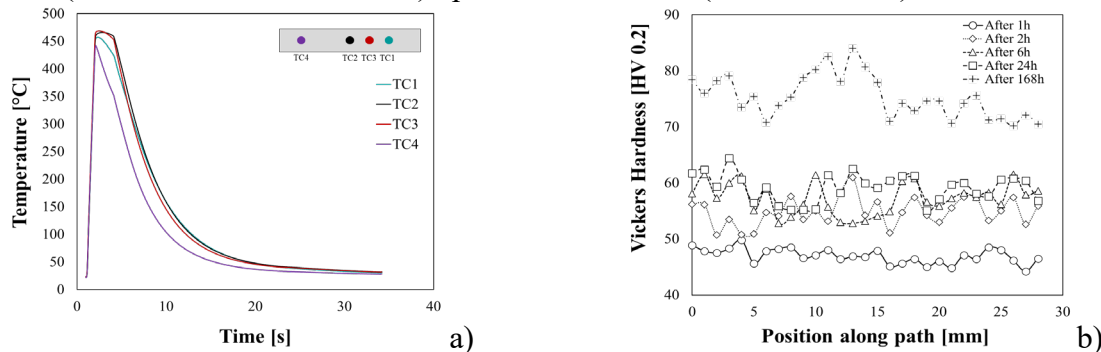 500
450
400
350
300
250
200
150
100
50
0
0 10 20 30 40
Temperature [°C]
Time [s]
TC4 TC2 TC3 TC1
TC1
TC2
TC3
TC4
a)
90
80
70
60
50
40
0 5 10 15 20 25 30
Vickers Hardness [HV 0.2]
Position along path [mm]
After 1h
After 2h
After 6h
After 24h
After 168h
b)